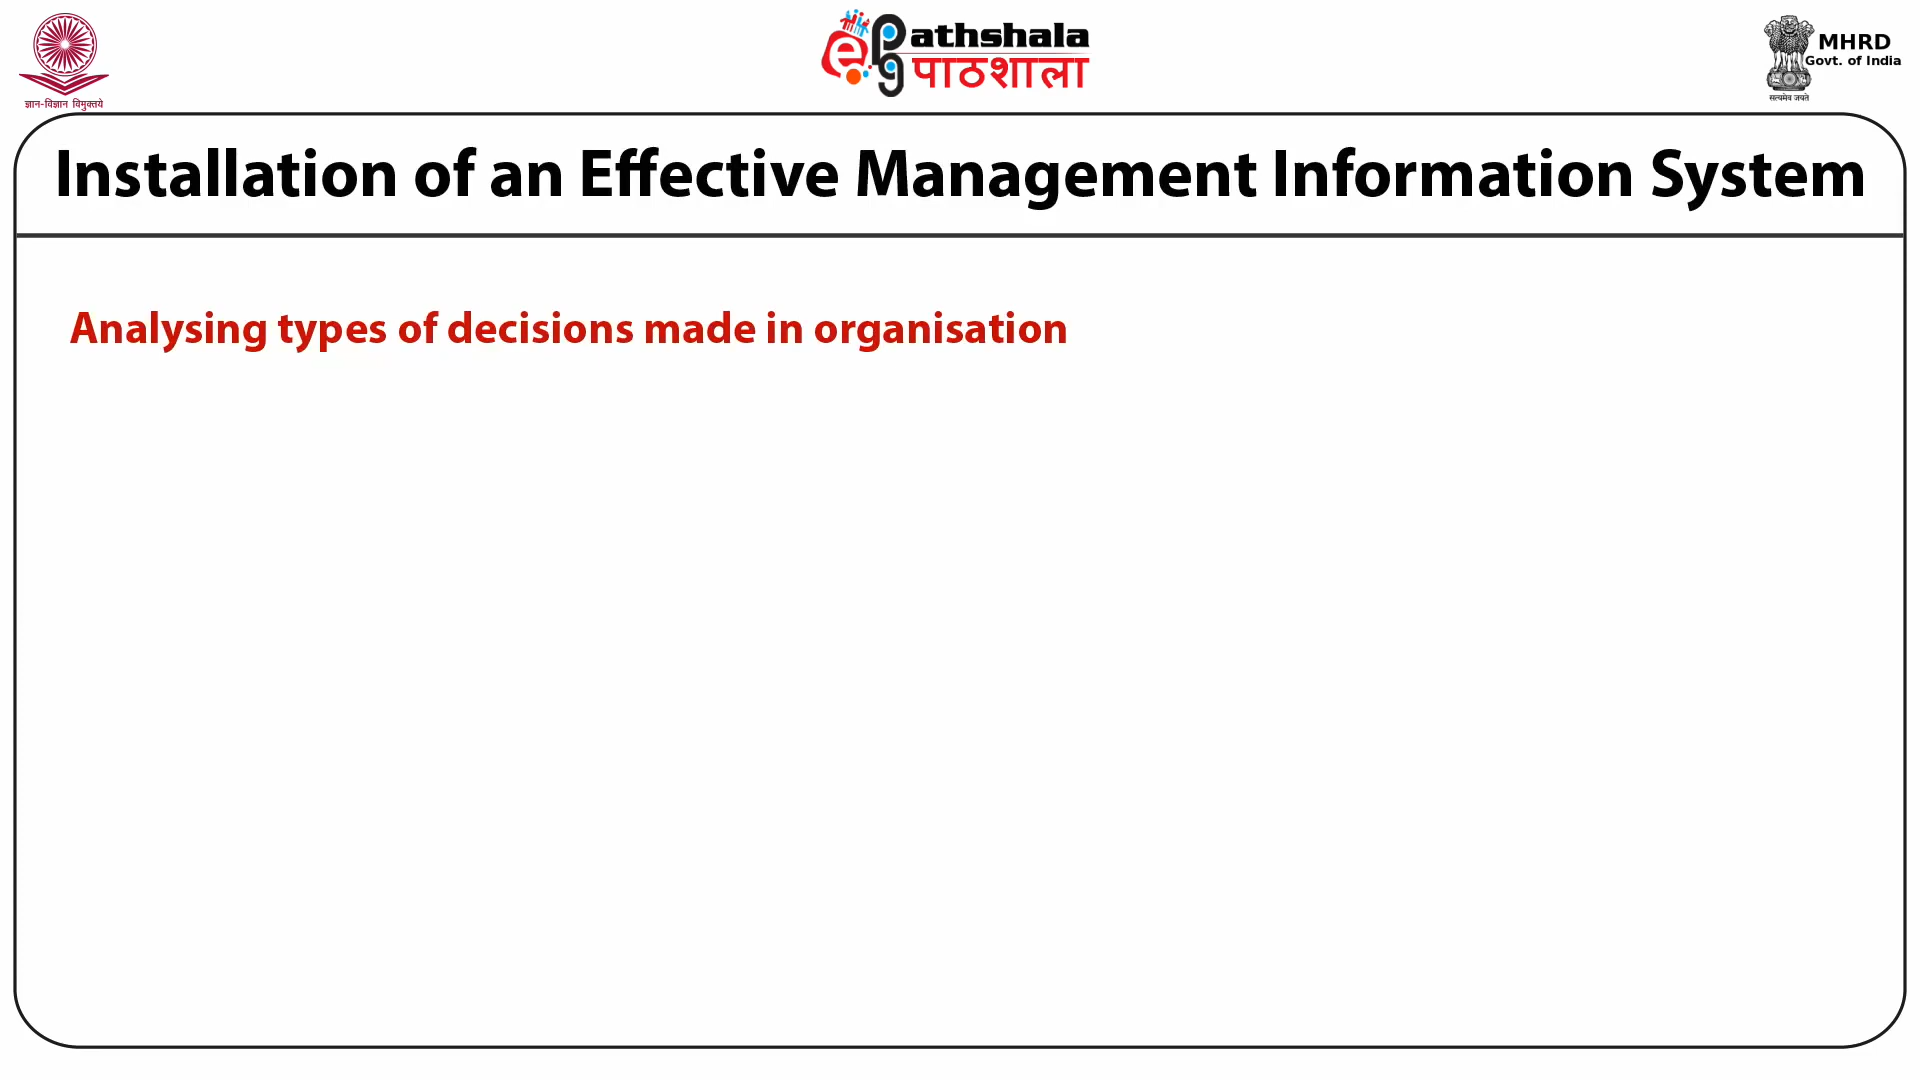 ज्ञान-विज्ञान विमुक्तये
ePathshala
पाठशाला
MHRD
Govt. of India
सत्यमेव जयते
Installation of an Effective Management Information System
Analysing types of decisions made in organisation